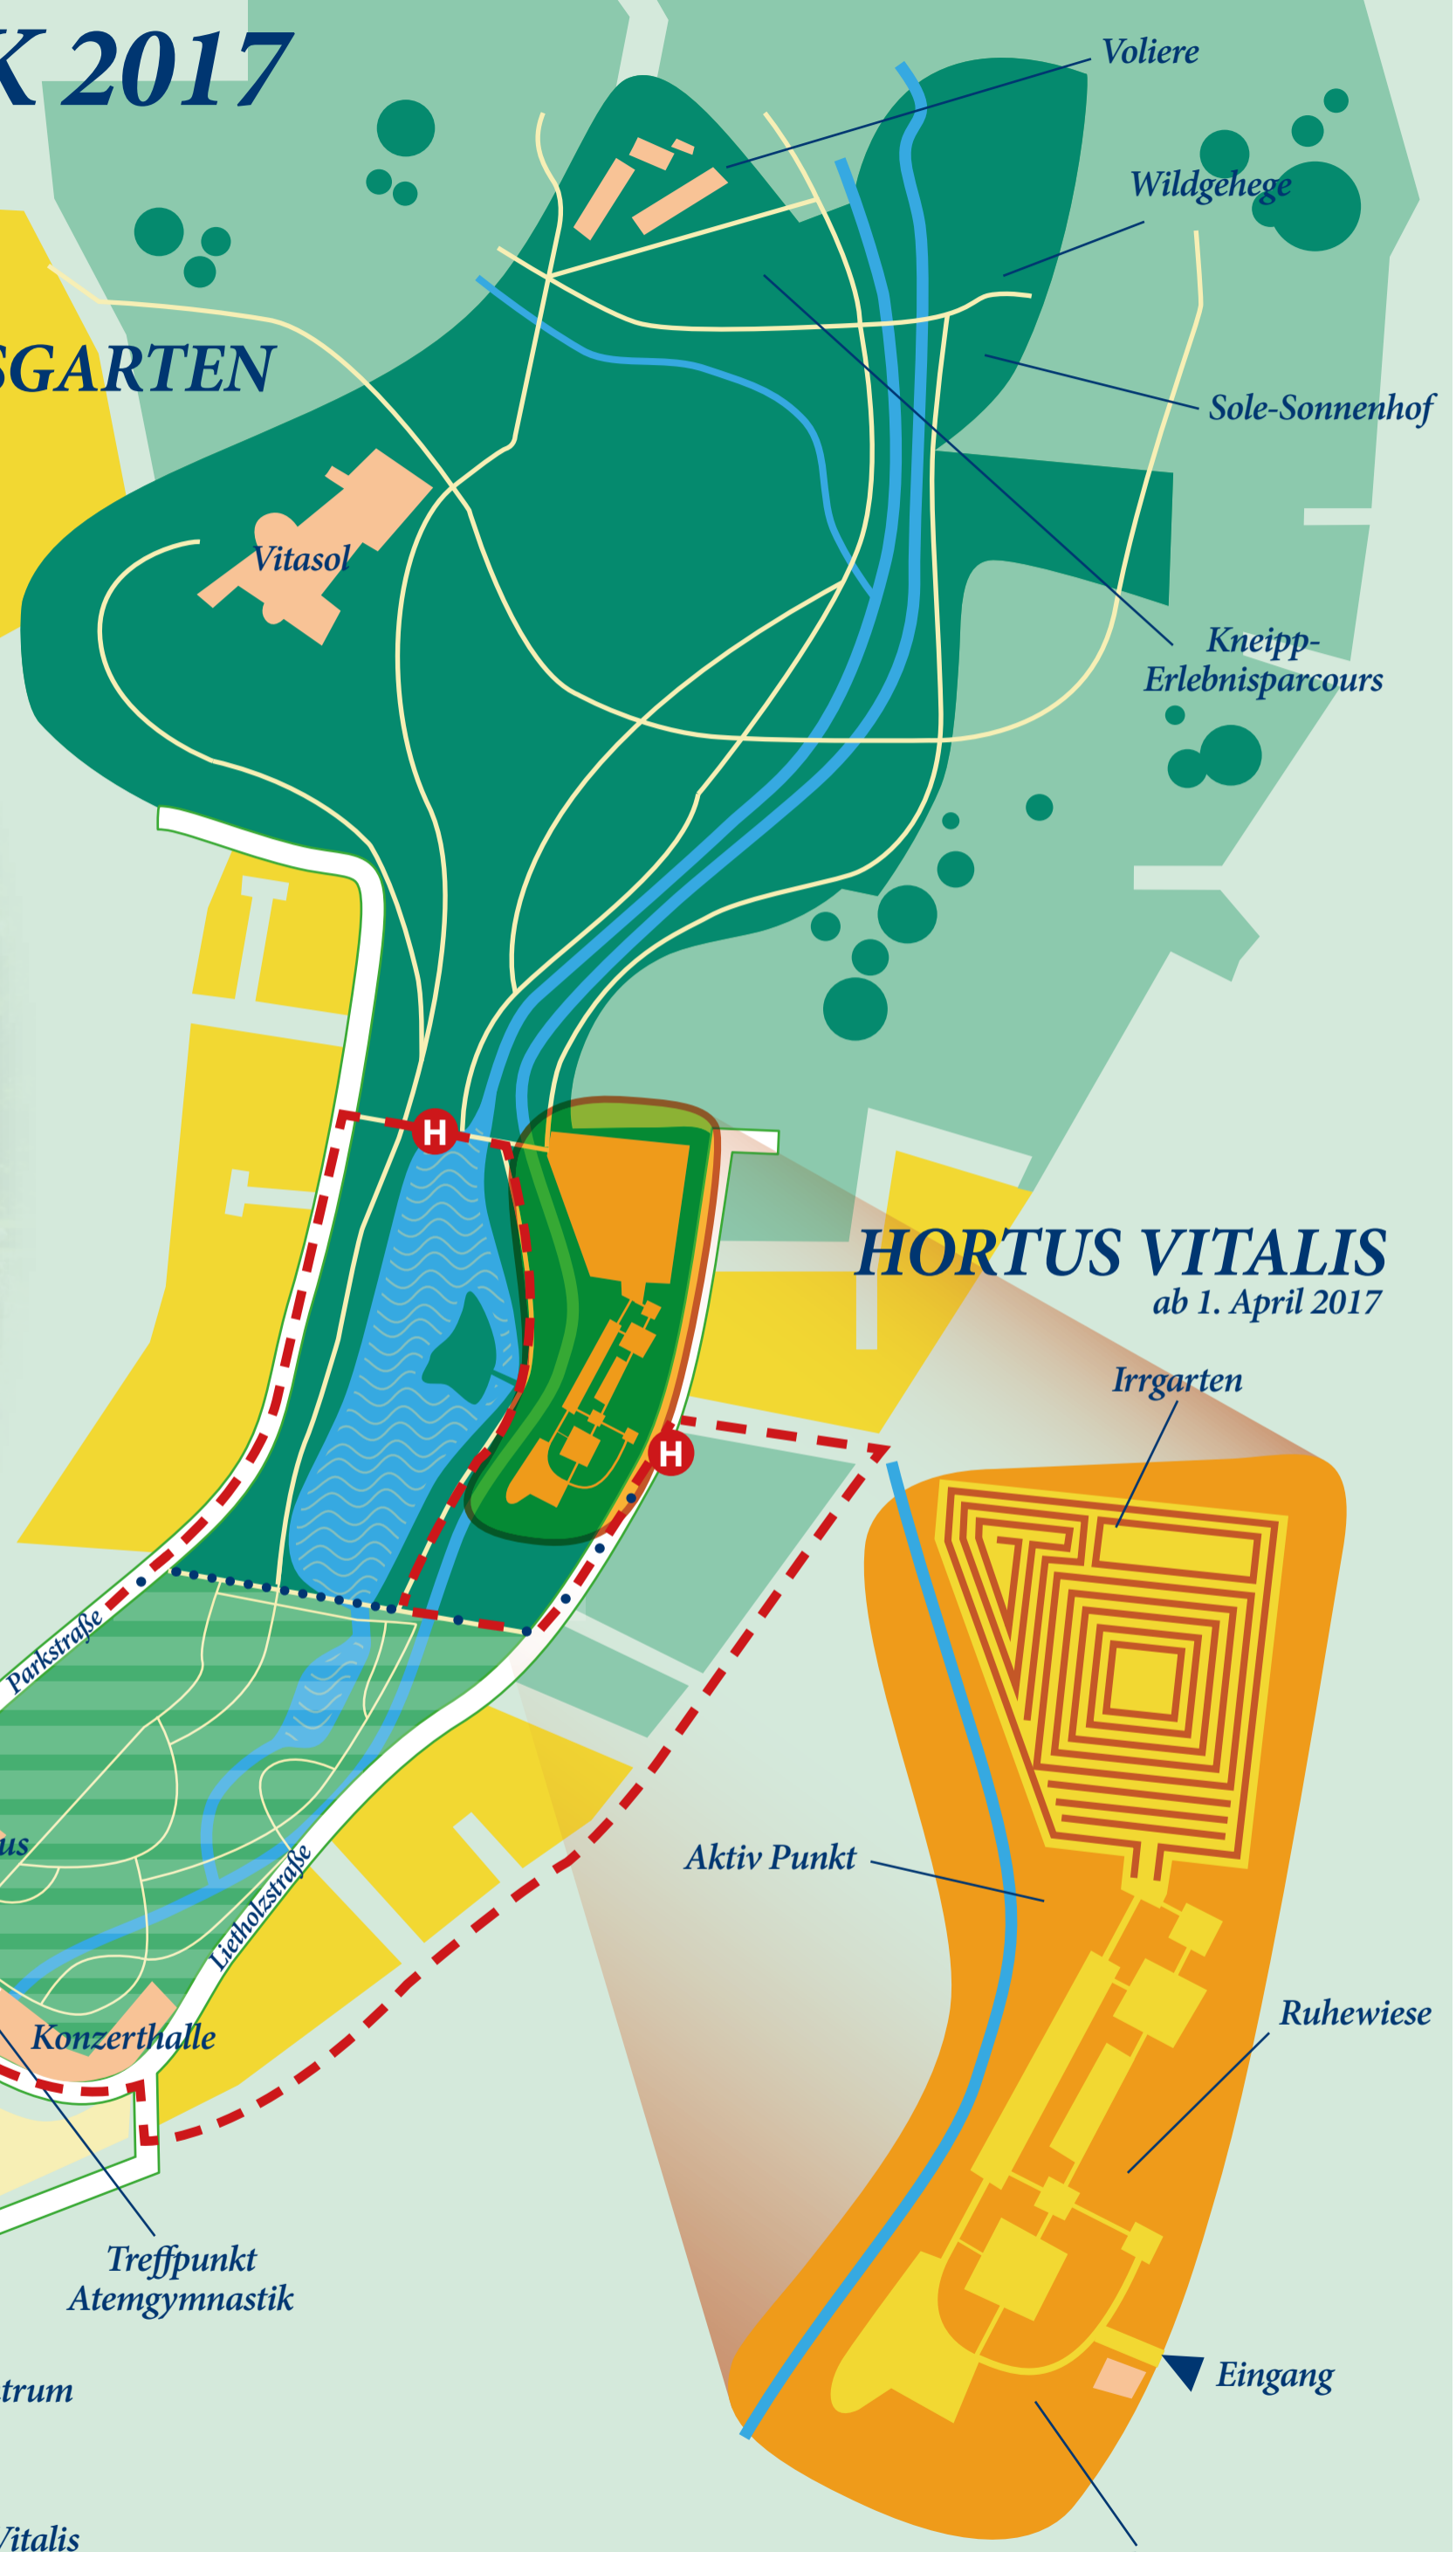 K 2017
Voliere
Wildgehege
SGARTEN
Sole-Sonnenhof
Vitasol
Kneipp-
Erlebnisparcours
H
HORTUS VITALIS
ab 1. April 2017
Irrgarten
H
Parkstraße
us
Aktiv Punkt
Lietholzstraße
Ruhewiese
Konzerthalle
Treffpunkt
Atemgymnastik
Eingang
trum
Vitalis